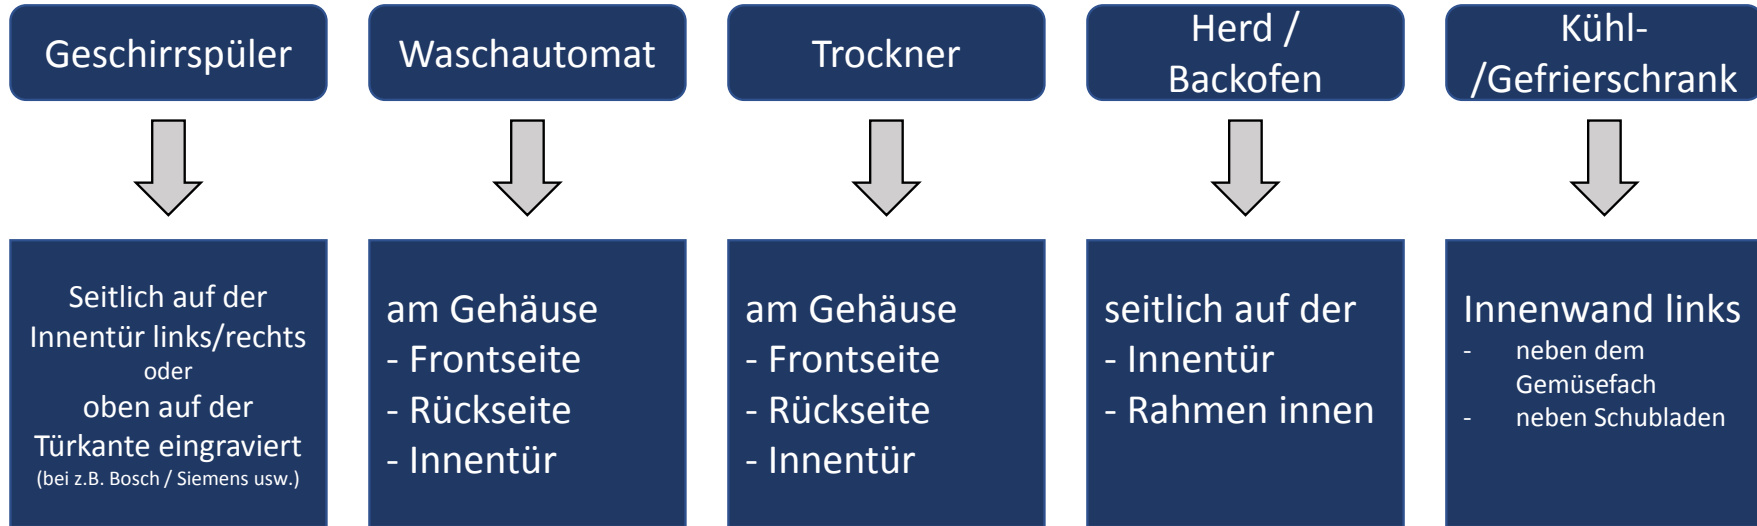 Geschirrspüler
Waschautomat
Trockner
Herd /
Backofen
Kühl-
/Gefrierschrank
Seitlich auf der
Innentür links/rechts
oder
oben auf der
Türkante eingraviert
(bei z.B. Bosch / Siemens usw.)
am Gehäuse
- Frontseite
- Rückseite
- Innentür
am Gehäuse
- Frontseite
- Rückseite
- Innentür
seitlich auf der
- Innentür
- Rahmen innen
Innenwand links
- neben dem
Gemüsefach
- neben Schubladen